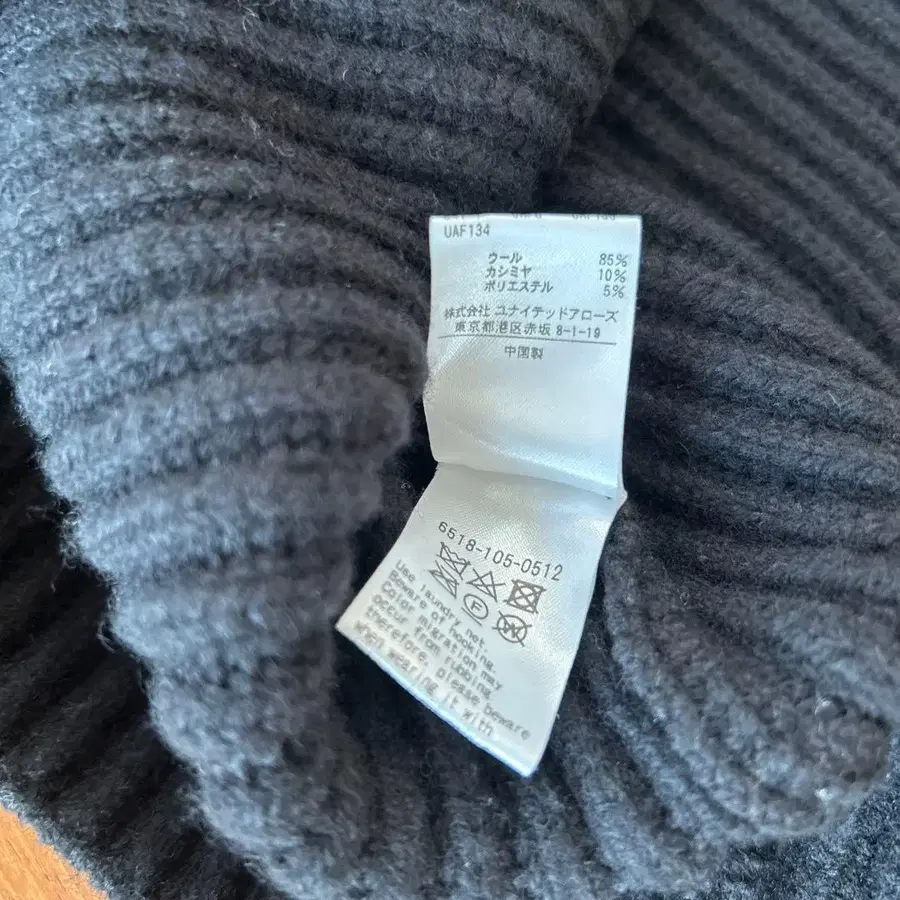 UAF134
ウール 85%
カシミヤ 10%
ポリエステル 5%
株式会社 ユナイテッドアローズ
東京都港区赤坂 8-1-19
中国製
6518-105-0512
F W
Use laundry net.
Beware of hooking.
Color migration may
occur from rubbing
therefore, please beware
when wearing it with